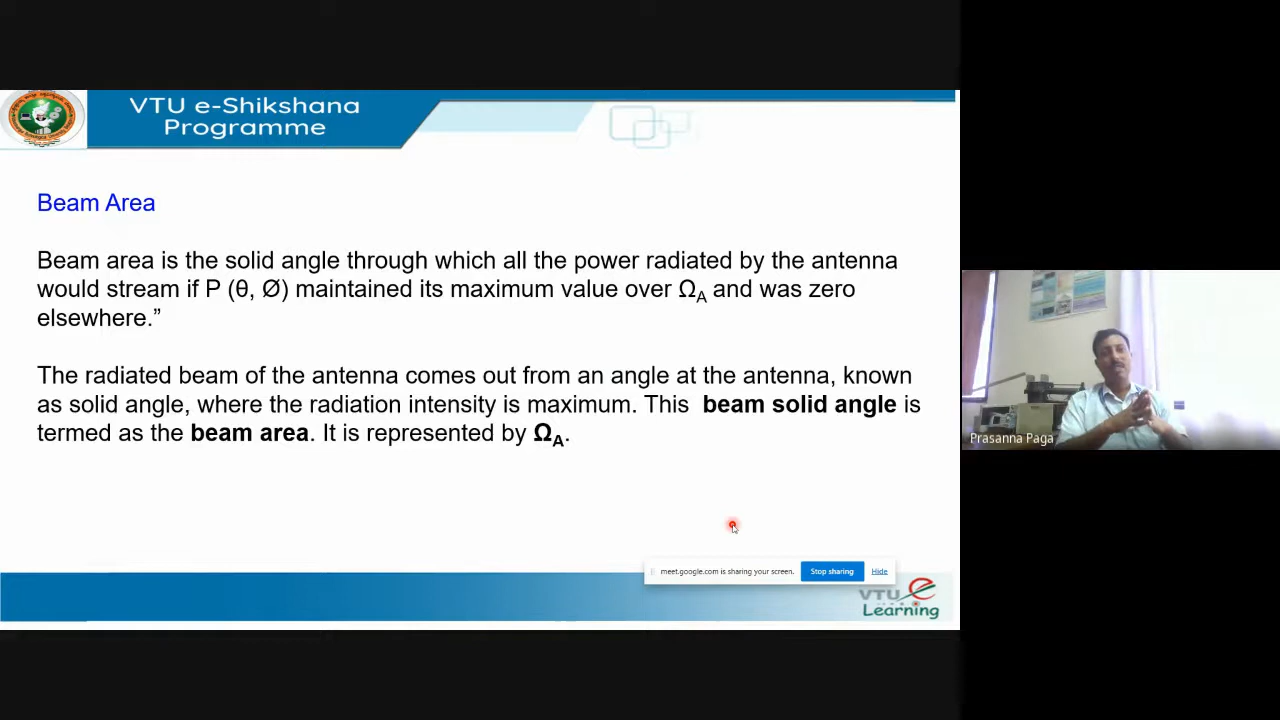 VTU e-Shikshana
Programme
Beam Area
Beam area is the solid angle through which all the power radiated by the antenna
would stream if P (θ, Ø) maintained its maximum value over ΩA and was zero
elsewhere.”
The radiated beam of the antenna comes out from an angle at the antenna, known
as solid angle, where the radiation intensity is maximum. This beam solid angle is
termed as the beam area. It is represented by ΩA.
Prasanna Paga
meet.google.com is sharing your screen. Stop sharing Hide
VTU e
Learning